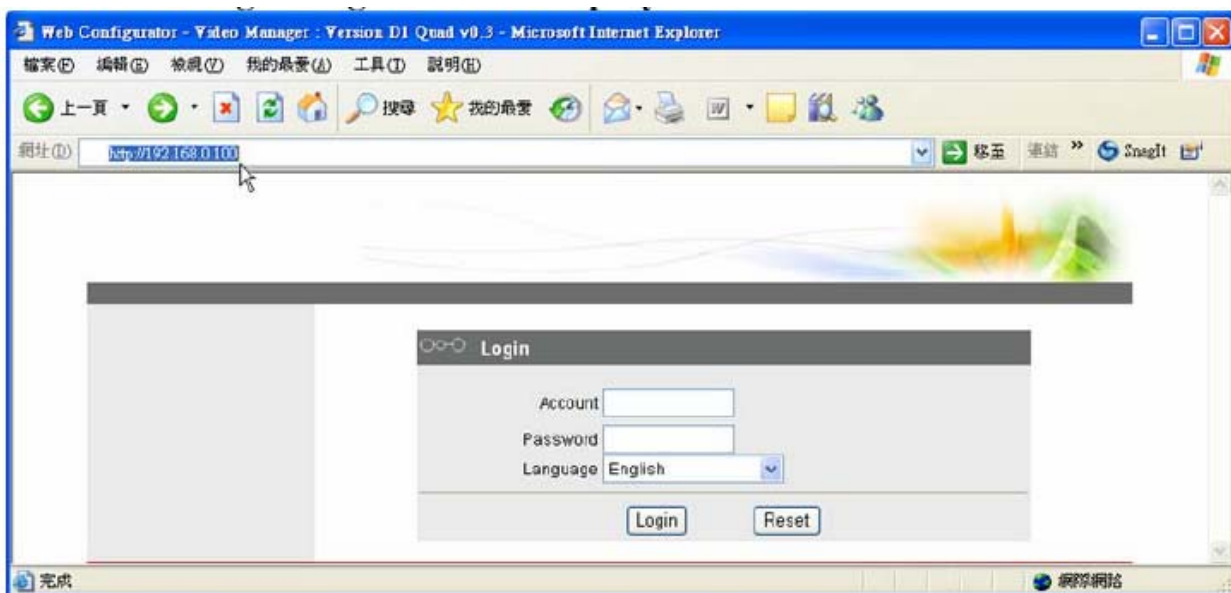 Web Configurator - Video Manager : Version D1 Quad v0.3 - Microsoft Internet Explorer
檔案(F) 編輯(E) 檢視(V) 我的最愛(A) 工具(T) 說明(H)
上一頁 搜尋 我的最愛
網址(D) http://192.168.0.100 移至 連結 » SnagIt
Login
Account
Password
Language English
Login Reset
完成 網際網路